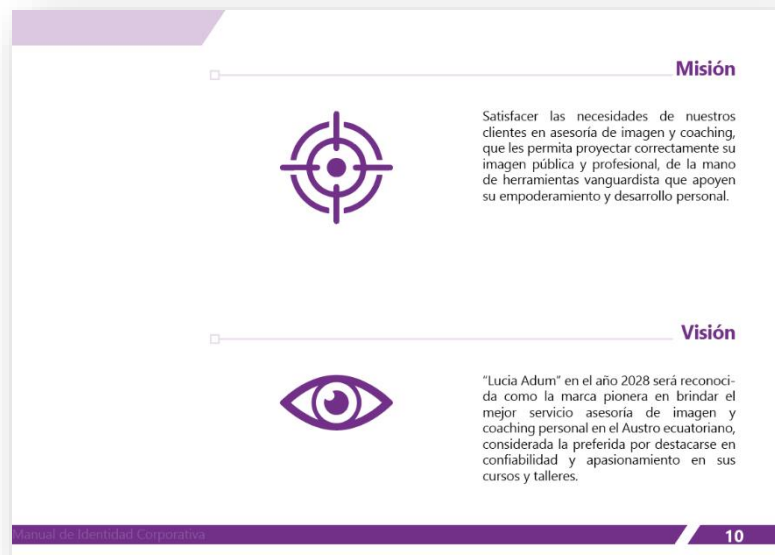 Misión
Satisfacer las necesidades de nuestros
clientes en asesoría de imagen y coaching,
que les permita proyectar correctamente su
imagen pública y profesional, de la mano
de herramientas vanguardista que apoyen
su empoderamiento y desarrollo personal.
Visión
“Lucia Adum” en el año 2028 será reconoci-
da como la marca pionera en brindar el
mejor servicio asesoría de imagen y
coaching personal en el Austro ecuatoriano,
considerada la preferida por destacarse en
confiabilidad y apasionamiento en sus
cursos y talleres.
Manual de Identidad Corporativa
10